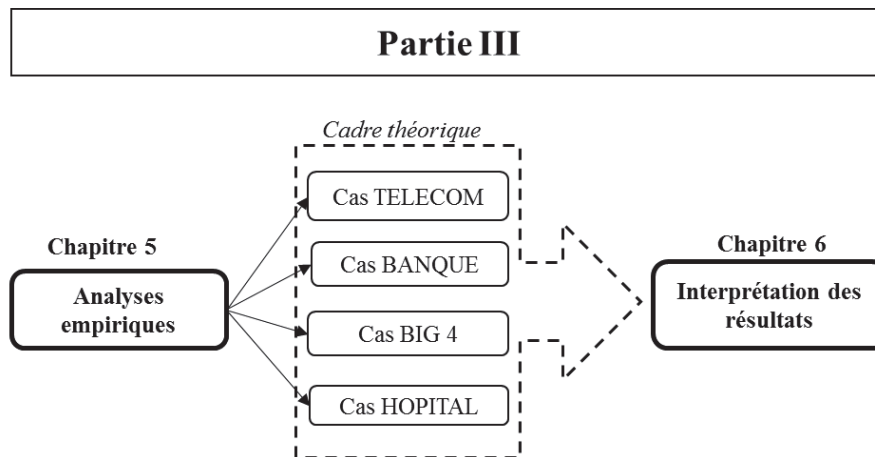 Partie III
Cadre théorique
Cas TELECOM
Cas BANQUE
Cas BIG 4
Cas HOPITAL
Chapitre 5
Analyses
empiriques
Chapitre 6
Interprétation des
résultats